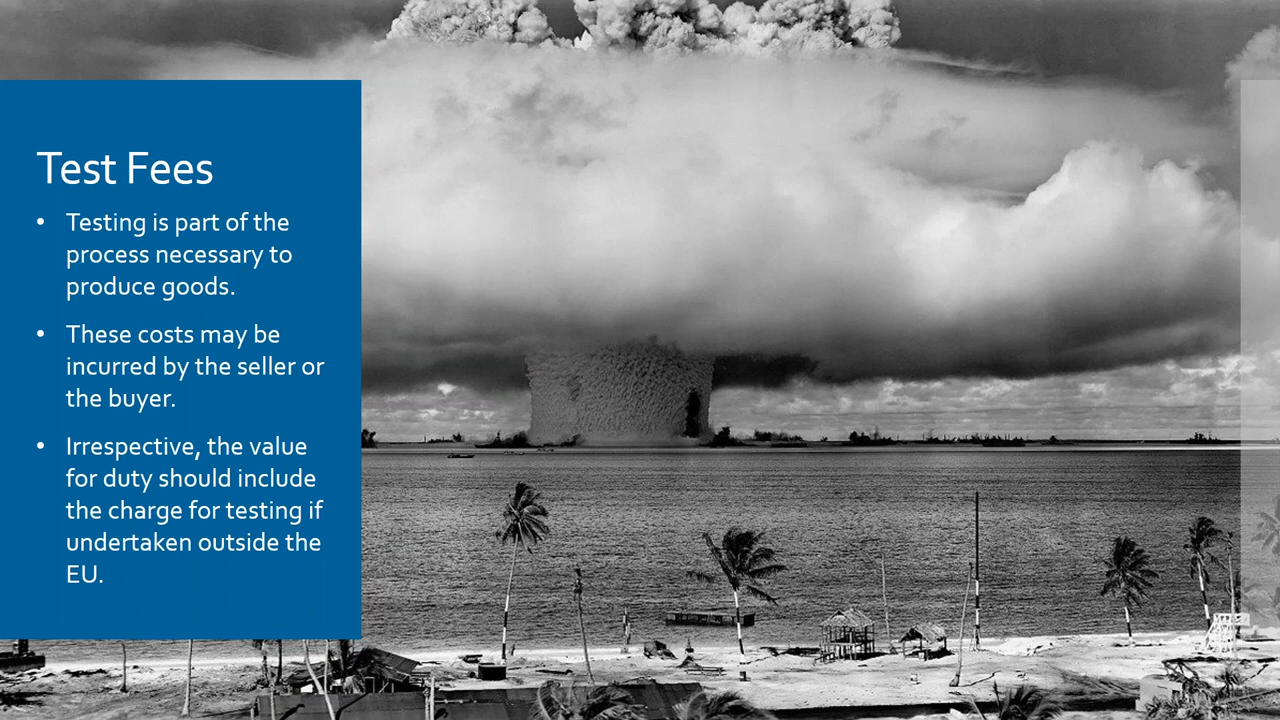 Test Fees
• Testing is part of the
process necessary to
produce goods.
• These costs may be
incurred by the seller or
the buyer.
• Irrespective, the value
for duty should include
the charge for testing if
undertaken outside the
EU.